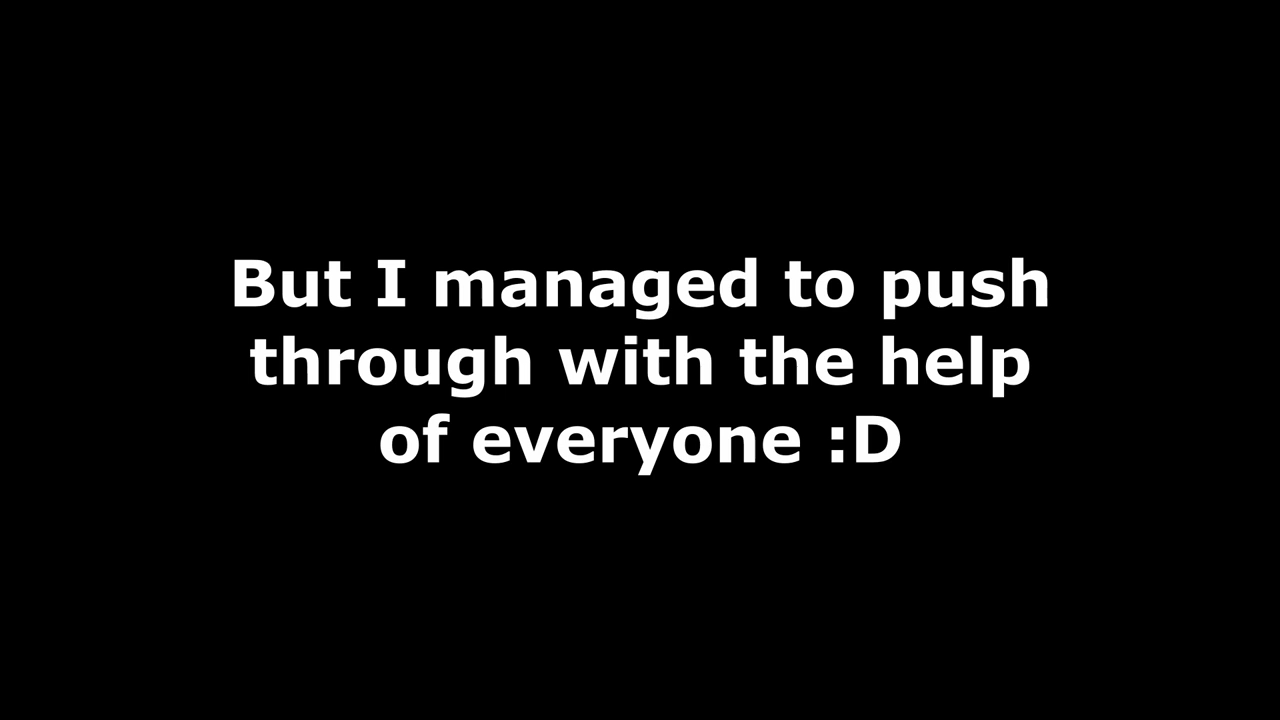 But I managed to push
through with the help
of everyone :D